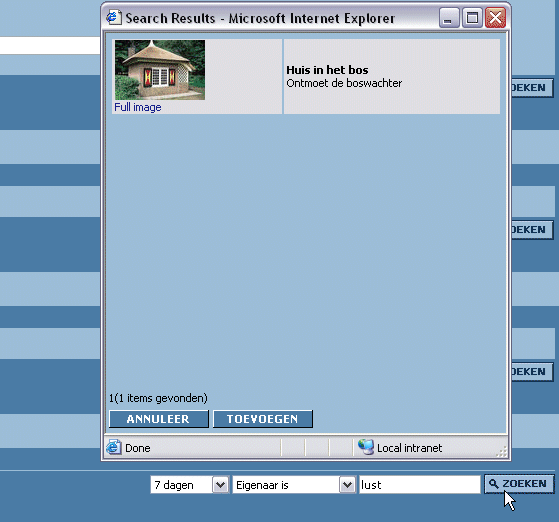 Search Results - Microsoft Internet Explorer
Huis in het bos
Ontmoet de boswachter
Full image
OEKEN
OEKEN
OEKEN
1(1 items gevonden)
ANNULEER TOEVOEGEN
Done Local intranet
7 dagen Eigenaar is lust ZOEKEN